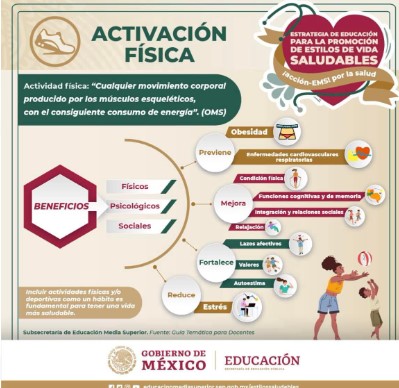 ACTIVACIÓN
FÍSICA
ESTRATEGIA DE EDUCACIÓN
PARA LA PROMOCIÓN
DE ESTILOS DE VIDA
SALUDABLES
¡acción-EMS! por la salud
Actividad física: "Cualquier movimiento corporal
producido por los músculos esqueléticos,
con el consiguiente consumo de energía". (OMS)
BENEFICIOS
Físicos
Psicológicos
Sociales
Previene
Obesidad
Enfermedades cardiovasculares
respiratorias
Mejora
Condición física
Funciones cognitivas y de memoria
Integración y relaciones sociales
Fortalece
Relajación
Lazos afectivos
Valores
Autoestima
Reduce
Estrés
Incluir actividades físicas y/o
deportivas como un hábito es
fundamental para tener una vida
más saludable.
Subsecretaría de Educación Media Superior. Fuente: Guía Temática para Docentes
GOBIERNO DE
MÉXICO
EDUCACIÓN
SECRETARÍA DE EDUCACIÓN PÚBLICA